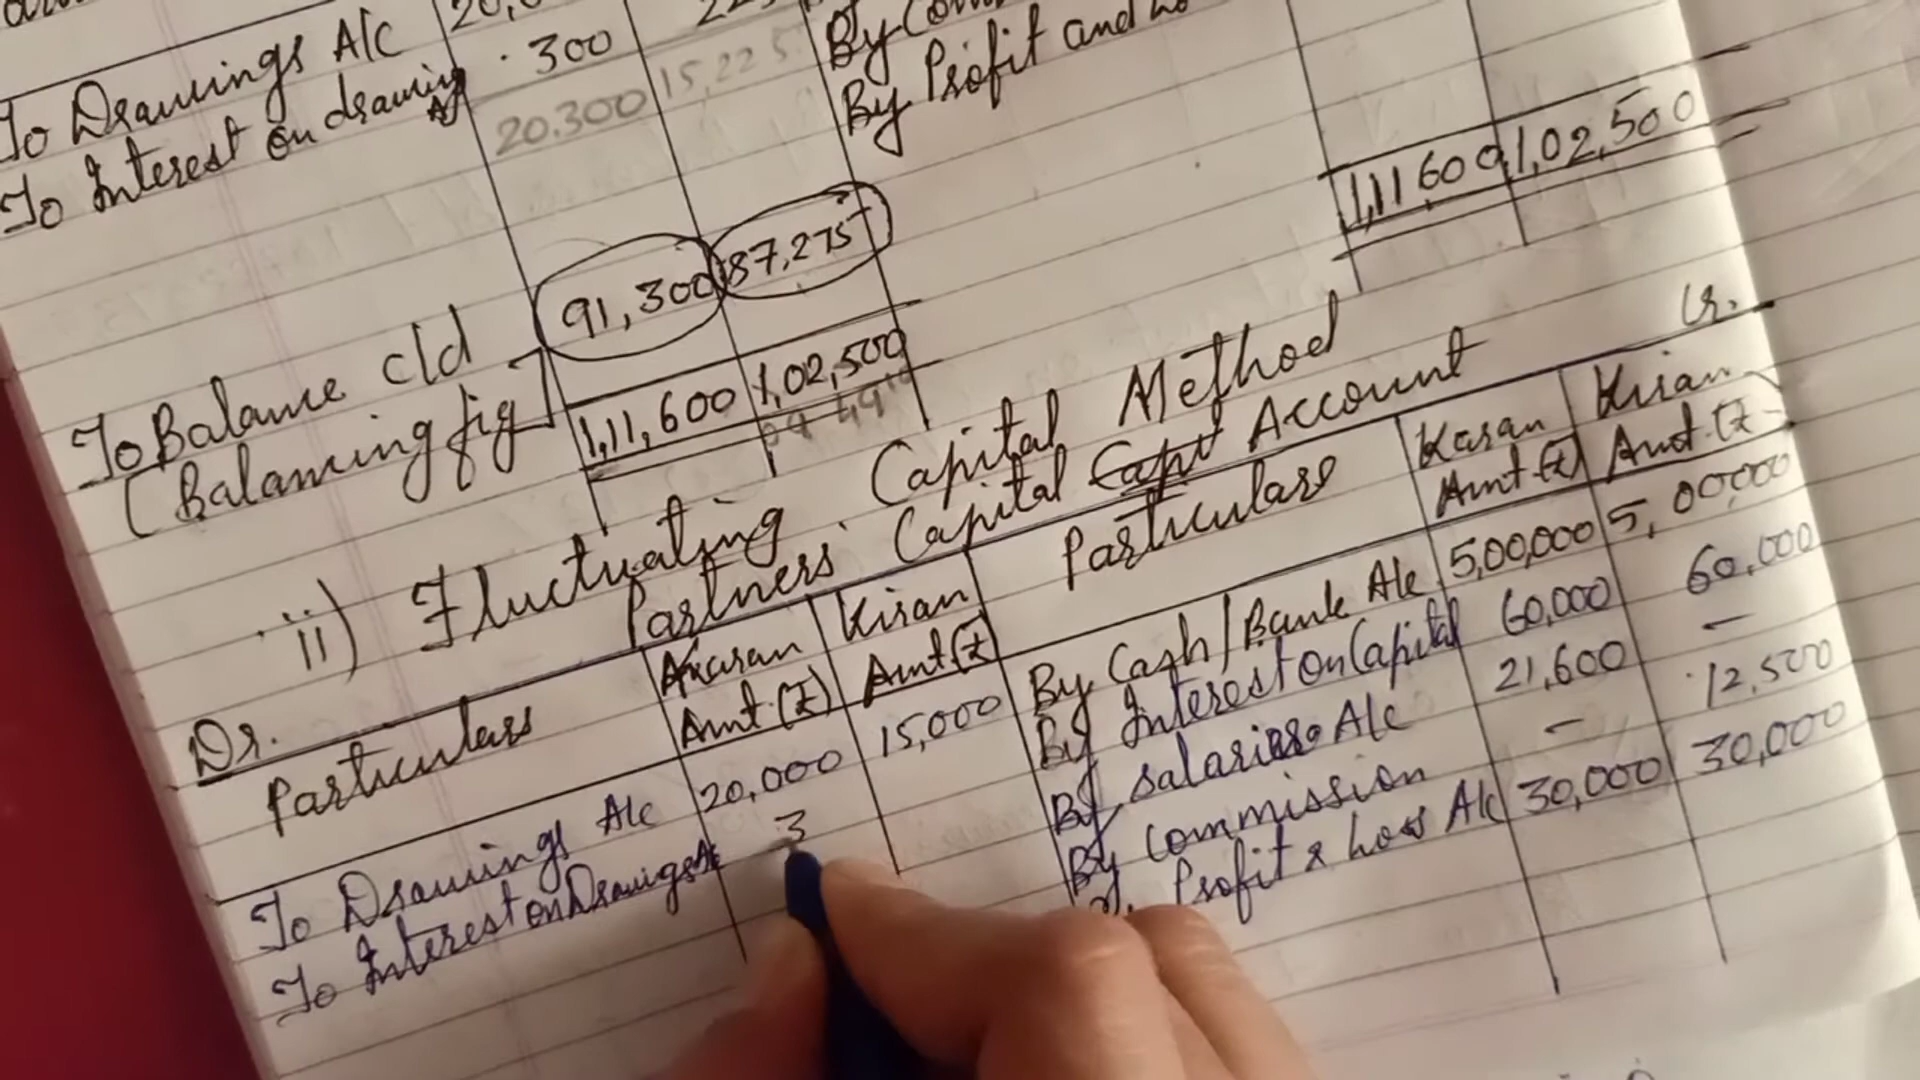 To Drawings A/c
300
By Com
To Interest on drawing A/c
20.300 15,225
By Profit and Lo
1,11,600 1,02,500
To Balance c/d 91,300 87,275
(Balancing fig)
1,11,600 1,02,500
ii) Fluctuating Capital Method
Partners' Capital Capt Account
Dr. Cr.
Particulars Karan Amt.(₹) Kiran Amt(₹) Particulars Karan Amt(₹) Kiran Amt.(₹)
To Drawings A/c 20,000 15,000 By Cash/Bank A/c 5,00,000 5,00,000
To Interest on Drawings A/c 3 By Interest On Capital 60,000 60,000
By salaries A/c 21,600 –
By Commission – 12,500
Profit & Loss A/c 30,000 30,000